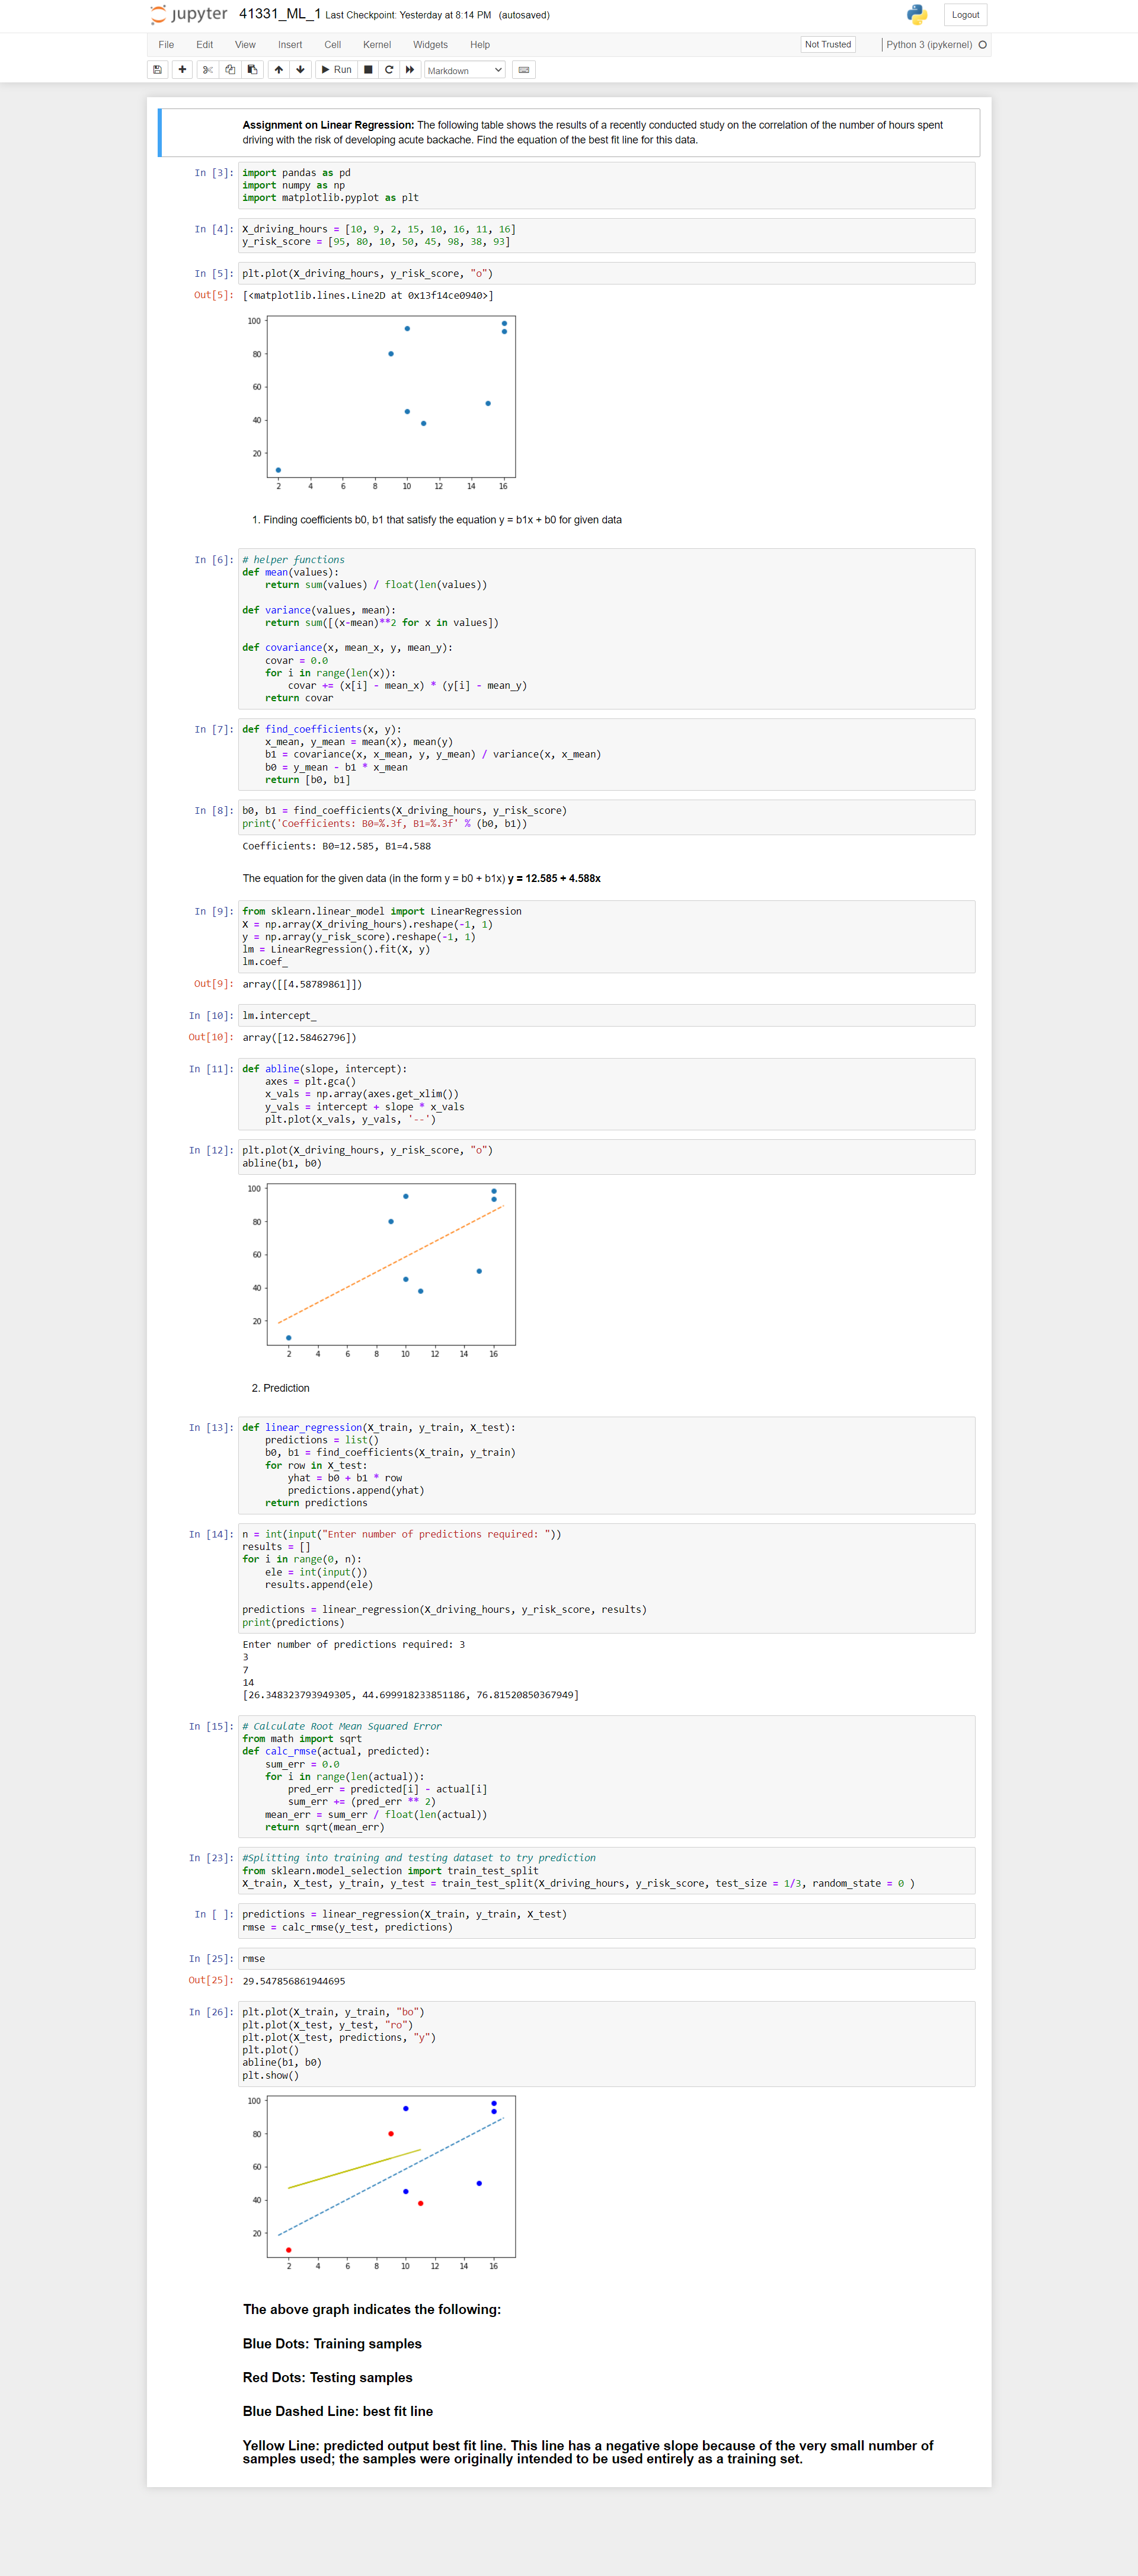 jupyter 41331_ML_1 Last Checkpoint: Yesterday at 8:14 PM (autosaved)
Logout
File Edit View Insert Cell Kernel Widgets Help
Not Trusted
Python 3 (ipykernel)
Run
Markdown
Assignment on Linear Regression: The following table shows the results of a recently conducted study on the correlation of the number of hours spent
driving with the risk of developing acute backache. Find the equation of the best fit line for this data.
In [3]: import pandas as pd
import numpy as np
import matplotlib.pyplot as plt
In [4]: X_driving_hours = [10, 9, 2, 15, 10, 16, 11, 16]
y_risk_score = [95, 80, 10, 50, 45, 98, 38, 93]
In [5]: plt.plot(X_driving_hours, y_risk_score, "o")
Out[5]: [<matplotlib.lines.Line2D at 0x13f14ce0940>]
100
80
60
40
20
2 4 6 8 10 12 14 16
1. Finding coefficients b0, b1 that satisfy the equation y = b1x + b0 for given data
In [6]: # helper functions
def mean(values):
    return sum(values) / float(len(values))
def variance(values, mean):
    return sum([(x-mean)**2 for x in values])
def covariance(x, mean_x, y, mean_y):
    covar = 0.0
    for i in range(len(x)):
        covar += (x[i] - mean_x) * (y[i] - mean_y)
    return covar
In [7]: def find_coefficients(x, y):
    x_mean, y_mean = mean(x), mean(y)
    b1 = covariance(x, x_mean, y, y_mean) / variance(x, x_mean)
    b0 = y_mean - b1 * x_mean
    return [b0, b1]
In [8]: b0, b1 = find_coefficients(X_driving_hours, y_risk_score)
print('Coefficients: B0=%.3f, B1=%.3f' % (b0, b1))
Coefficients: B0=12.585, B1=4.588
The equation for the given data (in the form y = b0 + b1x) y = 12.585 + 4.588x
In [9]: from sklearn.linear_model import LinearRegression
X = np.array(X_driving_hours).reshape(-1, 1)
y = np.array(y_risk_score).reshape(-1, 1)
lm = LinearRegression().fit(X, y)
lm.coef_
Out[9]: array([[4.58789861]])
In [10]: lm.intercept_
Out[10]: array([12.58462796])
In [11]: def abline(slope, intercept):
    axes = plt.gca()
    x_vals = np.array(axes.get_xlim())
    y_vals = intercept + slope * x_vals
    plt.plot(x_vals, y_vals, '--')
In [12]: plt.plot(X_driving_hours, y_risk_score, "o")
abline(b1, b0)
100
80
60
40
20
2 4 6 8 10 12 14 16
2. Prediction
In [13]: def linear_regression(X_train, y_train, X_test):
    predictions = list()
    b0, b1 = find_coefficients(X_train, y_train)
    for row in X_test:
        yhat = b0 + b1 * row
        predictions.append(yhat)
    return predictions
In [14]: n = int(input("Enter number of predictions required: "))
results = []
for i in range(0, n):
    ele = int(input())
    results.append(ele)
predictions = linear_regression(X_driving_hours, y_risk_score, results)
print(predictions)
Enter number of predictions required: 3
3
7
14
[26.348323793949305, 44.699918233851186, 76.81520850367949]
In [15]: # Calculate Root Mean Squared Error
from math import sqrt
def calc_rmse(actual, predicted):
    sum_err = 0.0
    for i in range(len(actual)):
        pred_err = predicted[i] - actual[i]
        sum_err += (pred_err ** 2)
    mean_err = sum_err / float(len(actual))
    return sqrt(mean_err)
In [23]: #Splitting into training and testing dataset to try prediction
from sklearn.model_selection import train_test_split
X_train, X_test, y_train, y_test = train_test_split(X_driving_hours, y_risk_score, test_size = 1/3, random_state = 0 )
In [ ]: predictions = linear_regression(X_train, y_train, X_test)
rmse = calc_rmse(y_test, predictions)
In [25]: rmse
Out[25]: 29.547856861944695
In [26]: plt.plot(X_train, y_train, "bo")
plt.plot(X_test, y_test, "ro")
plt.plot(X_test, predictions, "y")
plt.plot()
abline(b1, b0)
plt.show()
100
80
60
40
20
2 4 6 8 10 12 14 16
The above graph indicates the following:
Blue Dots: Training samples
Red Dots: Testing samples
Blue Dashed Line: best fit line
Yellow Line: predicted output best fit line. This line has a negative slope because of the very small number of
samples used; the samples were originally intended to be used entirely as a training set.